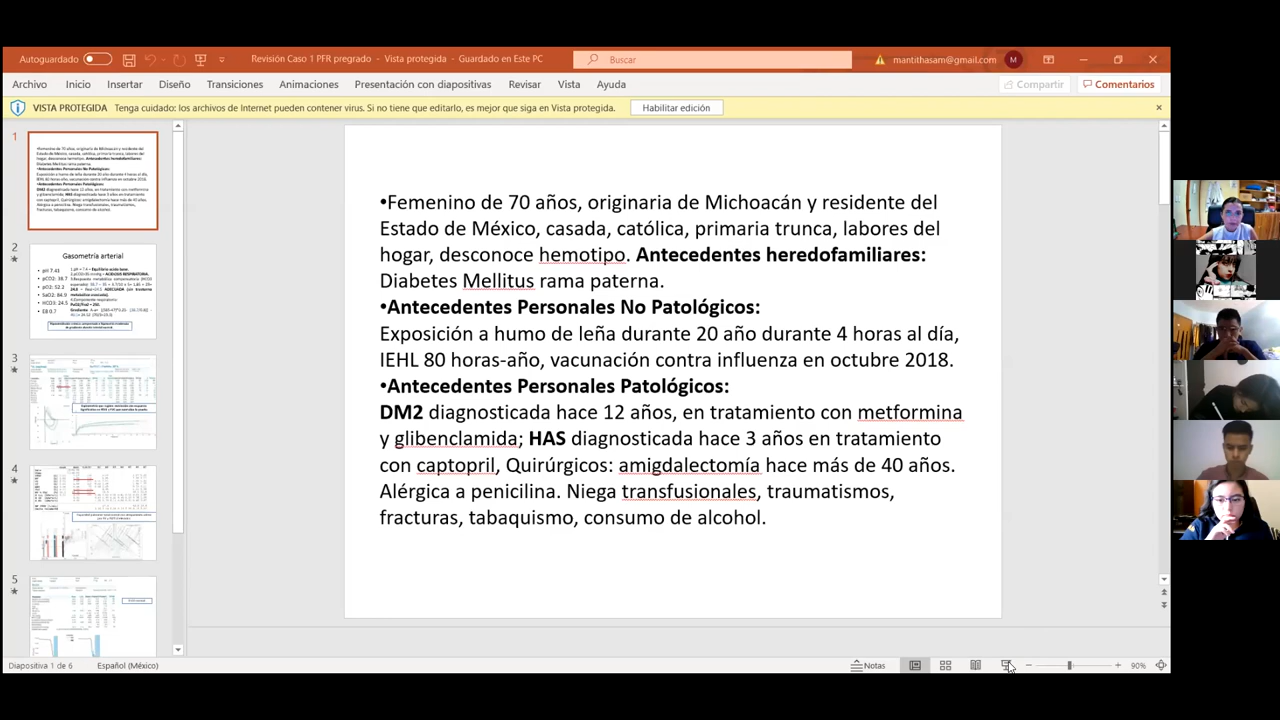 Autoguardado
Revisión Caso 1 PFR pregrado - Vista protegida - Guardado en Este PC
Buscar
mantithasam@gmail.com
M
Archivo Inicio Insertar Diseño Transiciones Animaciones Presentación con diapositivas Revisar Vista Ayuda
Compartir
Comentarios
VISTA PROTEGIDA Tenga cuidado: los archivos de Internet pueden contener virus. Si no tiene que editarlo, es mejor que siga en Vista protegida.
Habilitar edición
1
2
Gasometría arterial
3
4
5
•Femenino de 70 años, originaria de Michoacán y residente del
Estado de México, casada, católica, primaria trunca, labores del
hogar, desconoce hemotipo. Antecedentes heredofamiliares:
Diabetes Mellitus rama paterna.
•Antecedentes Personales No Patológicos:
Exposición a humo de leña durante 20 año durante 4 horas al día,
IEHL 80 horas-año, vacunación contra influenza en octubre 2018.
•Antecedentes Personales Patológicos:
DM2 diagnosticada hace 12 años, en tratamiento con metformina
y glibenclamida; HAS diagnosticada hace 3 años en tratamiento
con captopril, Quirúrgicos: amigdalectomía hace más de 40 años.
Alérgica a penicilina. Niega transfusionales, traumatismos,
fracturas, tabaquismo, consumo de alcohol.
Diapositiva 1 de 6
Español (México)
Notas
90%